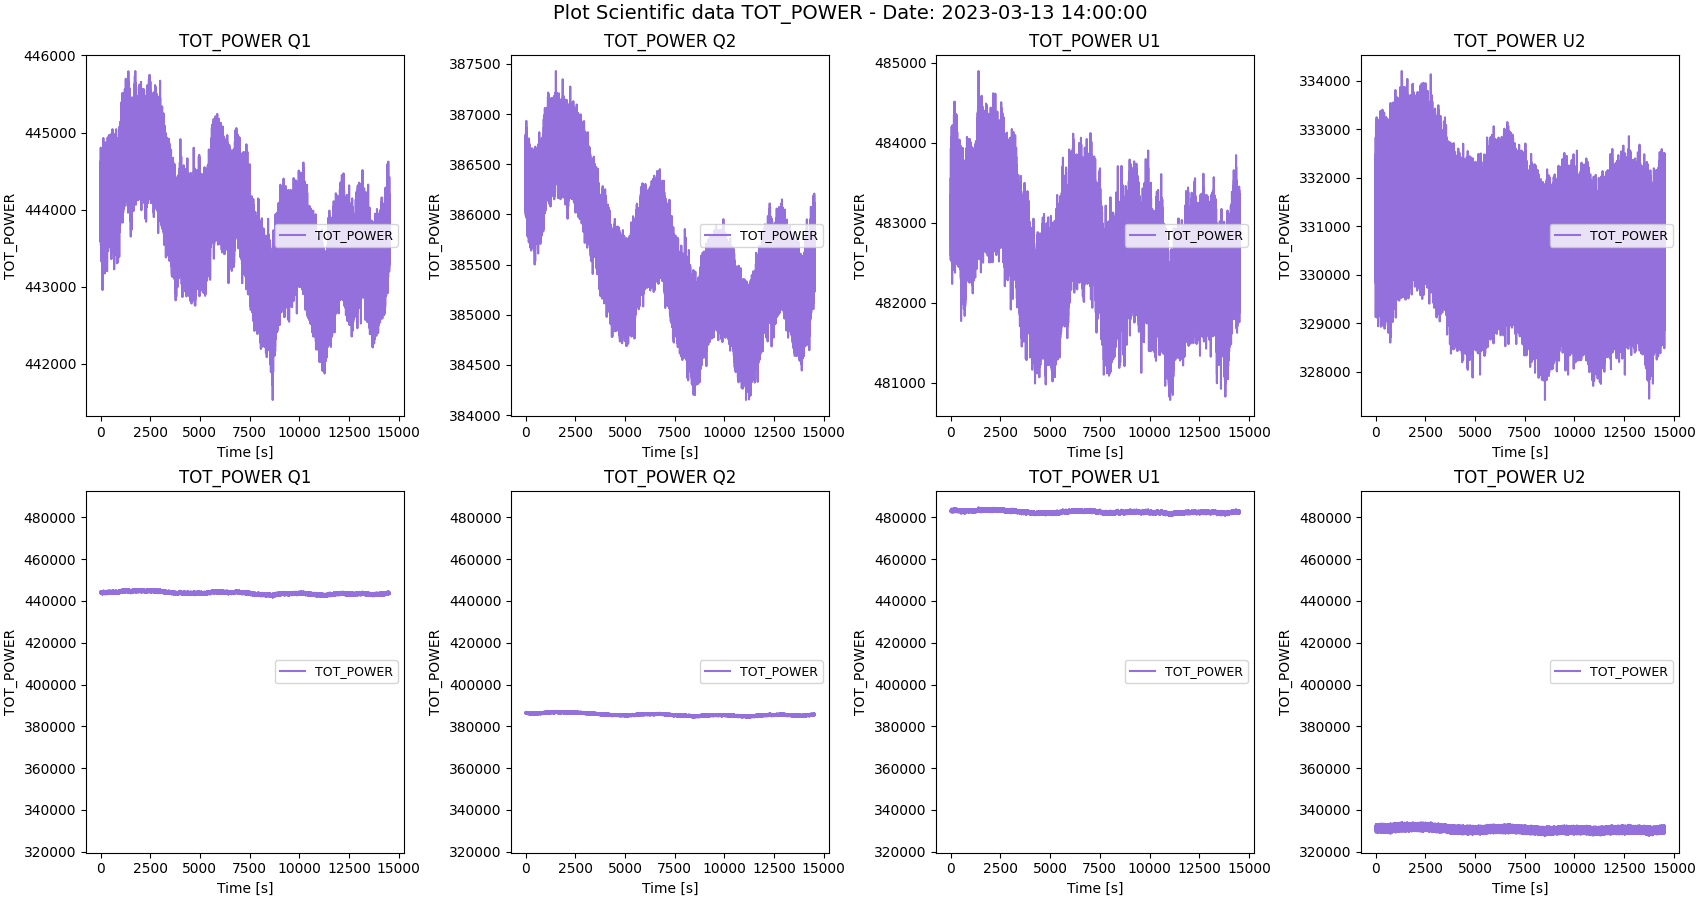 Plot Scientific data TOT_POWER - Date: 2023-03-13 14:00:00
TOT_POWER Q1
446000
445000
444000
443000
442000
TOT_POWER
TOT_POWER
0 2500 5000 7500 10000 12500 15000
Time [s]
TOT_POWER Q2
387500
387000
386500
386000
385500
385000
384500
384000
TOT_POWER
TOT_POWER
0 2500 5000 7500 10000 12500 15000
Time [s]
TOT_POWER U1
485000
484000
483000
482000
481000
TOT_POWER
TOT_POWER
0 2500 5000 7500 10000 12500 15000
Time [s]
TOT_POWER U2
334000
333000
332000
331000
330000
329000
328000
TOT_POWER
TOT_POWER
0 2500 5000 7500 10000 12500 15000
Time [s]
TOT_POWER Q1
480000
460000
440000
420000
400000
380000
360000
340000
320000
TOT_POWER
TOT_POWER
0 2500 5000 7500 10000 12500 15000
Time [s]
TOT_POWER Q2
480000
460000
440000
420000
400000
380000
360000
340000
320000
TOT_POWER
TOT_POWER
0 2500 5000 7500 10000 12500 15000
Time [s]
TOT_POWER U1
480000
460000
440000
420000
400000
380000
360000
340000
320000
TOT_POWER
TOT_POWER
0 2500 5000 7500 10000 12500 15000
Time [s]
TOT_POWER U2
480000
460000
440000
420000
400000
380000
360000
340000
320000
TOT_POWER
TOT_POWER
0 2500 5000 7500 10000 12500 15000
Time [s]